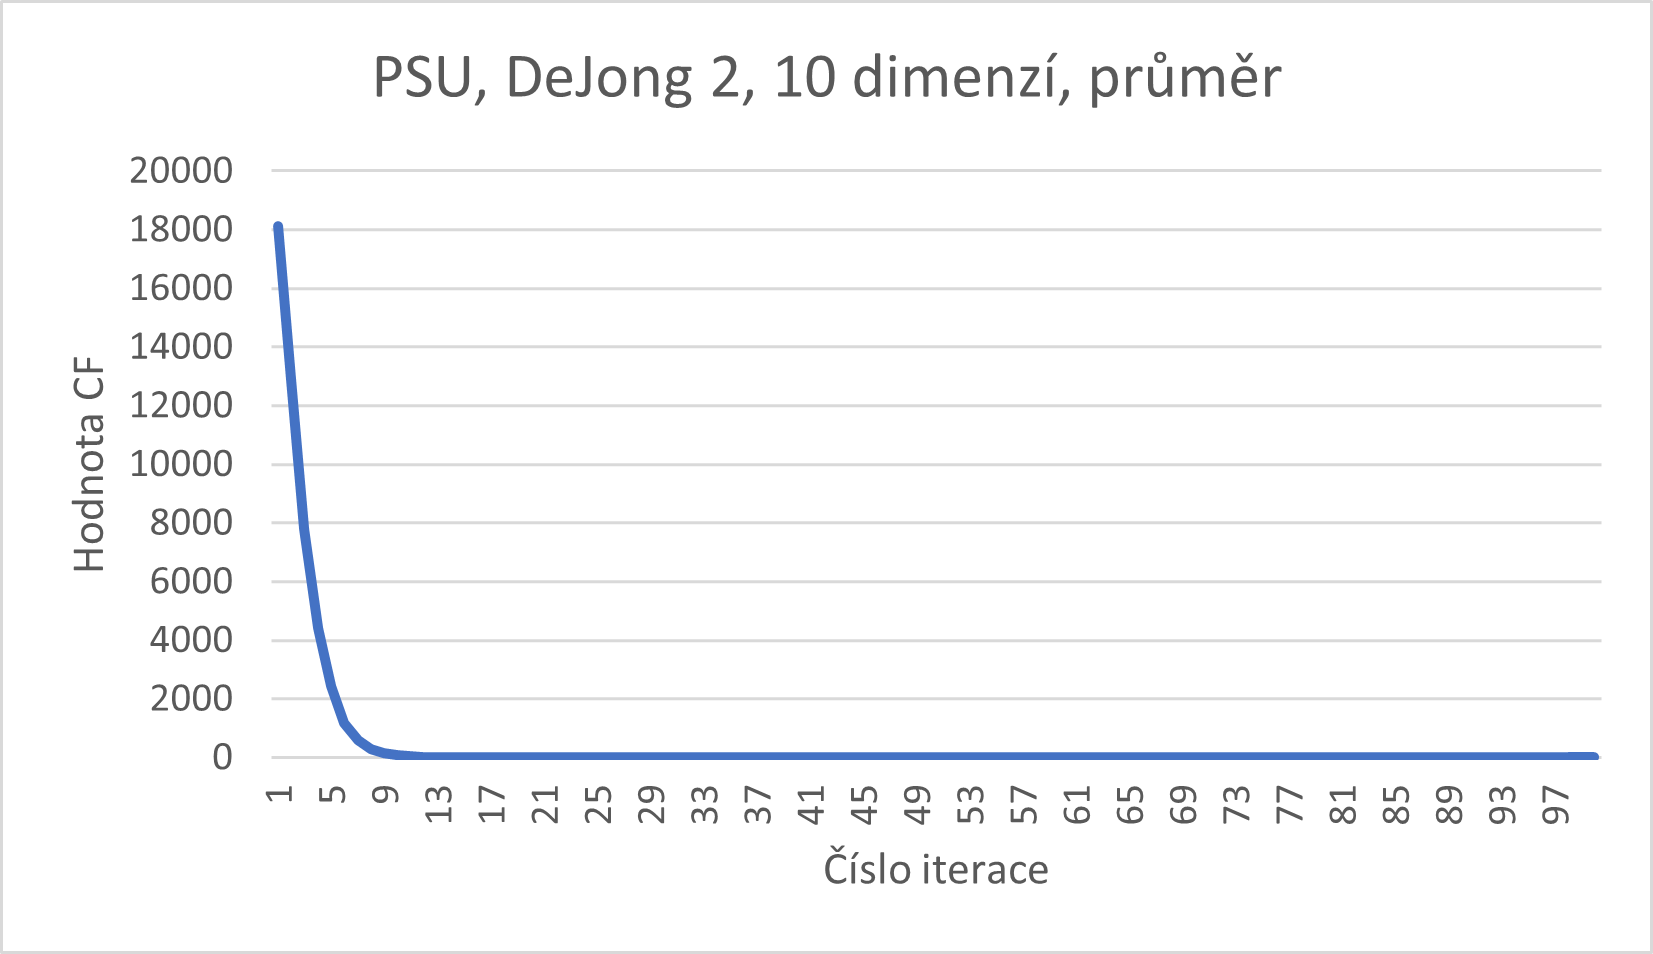 PSU, DeJong 2, 10 dimenzí, průměr
20000
18000
16000
14000
12000
10000
8000
6000
4000
2000
0
Hodnota CF
1 5 9 13 17 21 25 29 33 37 41 45 49 53 57 61 65 69 73 77 81 85 89 93 97
Číslo iterace